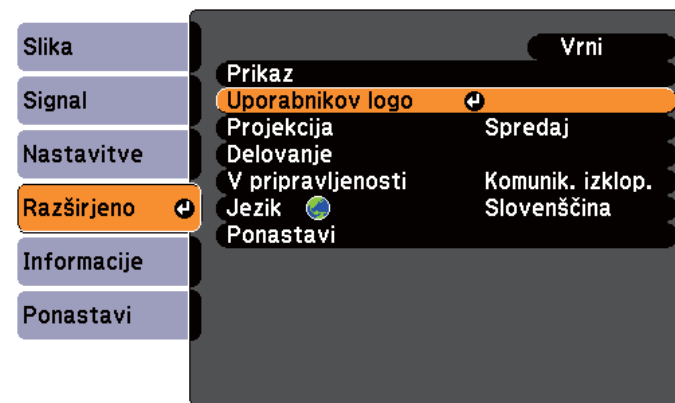 Slika
Signal
Nastavitve
Razširjeno
Informacije
Ponastavi
Vrni
Prikaz
Uporabnikov logo
Projekcija Spredaj
Delovanje
V pripravljenosti Komunik. izklop.
Jezik Slovenščina
Ponastavi